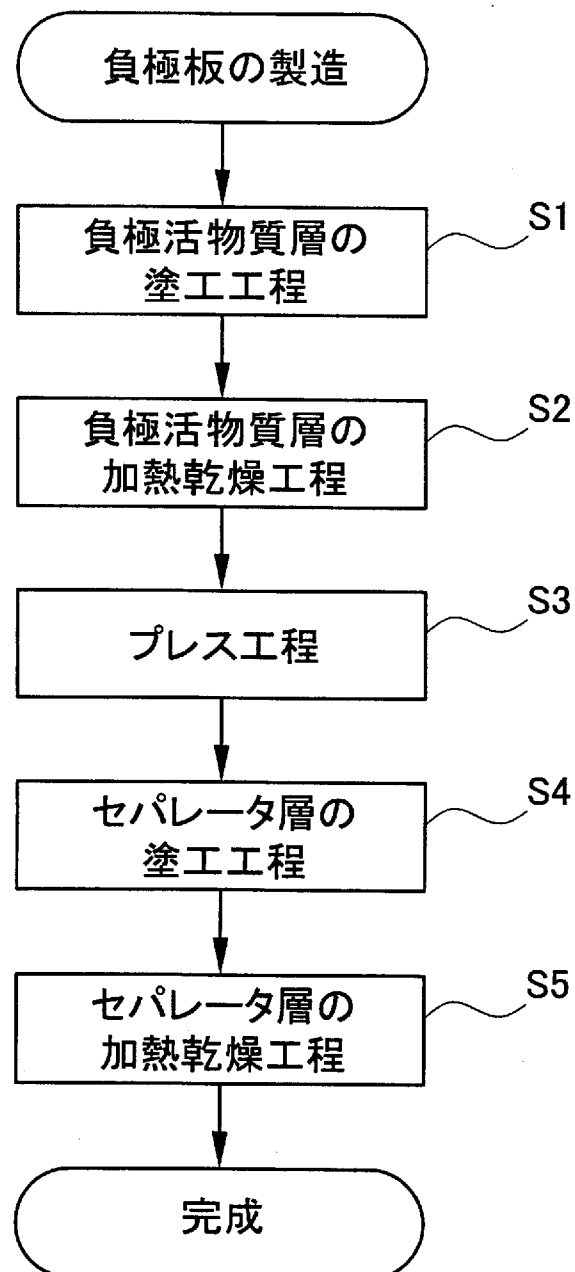 負極板の製造
負極活物質層の
塗工工程
S1
負極活物質層の
加熱乾燥工程
S2
プレス工程
S3
セパレータ層の
塗工工程
S4
セパレータ層の
加熱乾燥工程
S5
完成